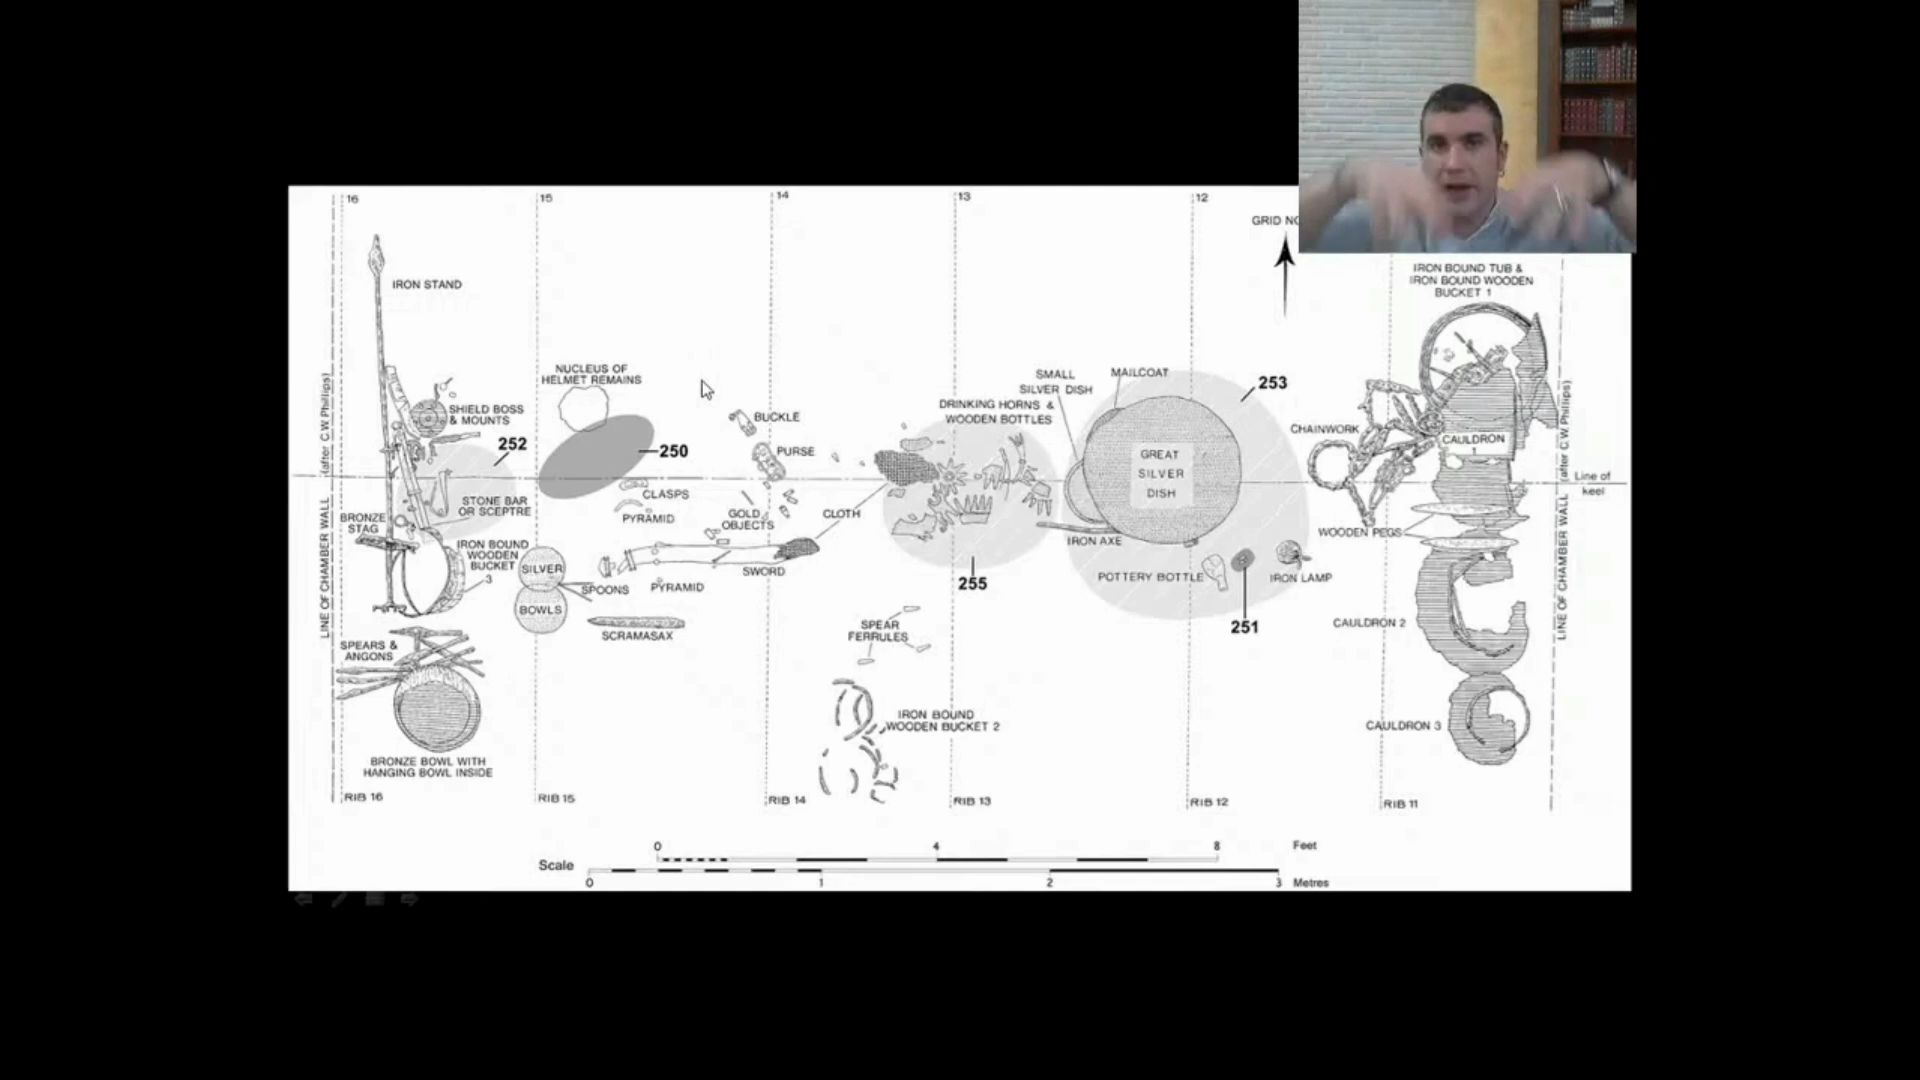 16
15
14
13
12
GRID
IRON STAND
IRON BOUND TUB &
IRON BOUND WOODEN
BUCKET 1
NUCLEUS OF
HELMET REMAINS
SHIELD BOSS
& MOUNTS
252
250
BUCKLE
PURSE
SMALL
SILVER DISH
MAILCOAT
253
DRINKING HORNS &
WOODEN BOTTLES
CHAINWORK
CAULDRON
1
GREAT
SILVER
DISH
Line of
keel
STONE BAR
OR SCEPTRE
CLASPS
PYRAMID
GOLD
OBJECTS
CLOTH
BRONZE
STAG
IRON BOUND
WOODEN
BUCKET
3
SILVER
BOWLS
SPOONS
PYRAMID
SWORD
SCRAMASAX
IRON AXE
255
POTTERY BOTTLE
251
IRON LAMP
WOODEN PEGS
CAULDRON 2
SPEAR
FERRULES
SPEARS &
ANGONS
IRON BOUND
WOODEN BUCKET 2
CAULDRON 3
BRONZE BOWL WITH
HANGING BOWL INSIDE
LINE OF CHAMBER WALL (after C.W. Phillips)
LINE OF CHAMBER WALL (after C.W. Phillips)
RIB 16
RIB 15
RIB 14
RIB 13
RIB 12
RIB 11
0 4 8 Feet
Scale
0 1 2 3 Metres